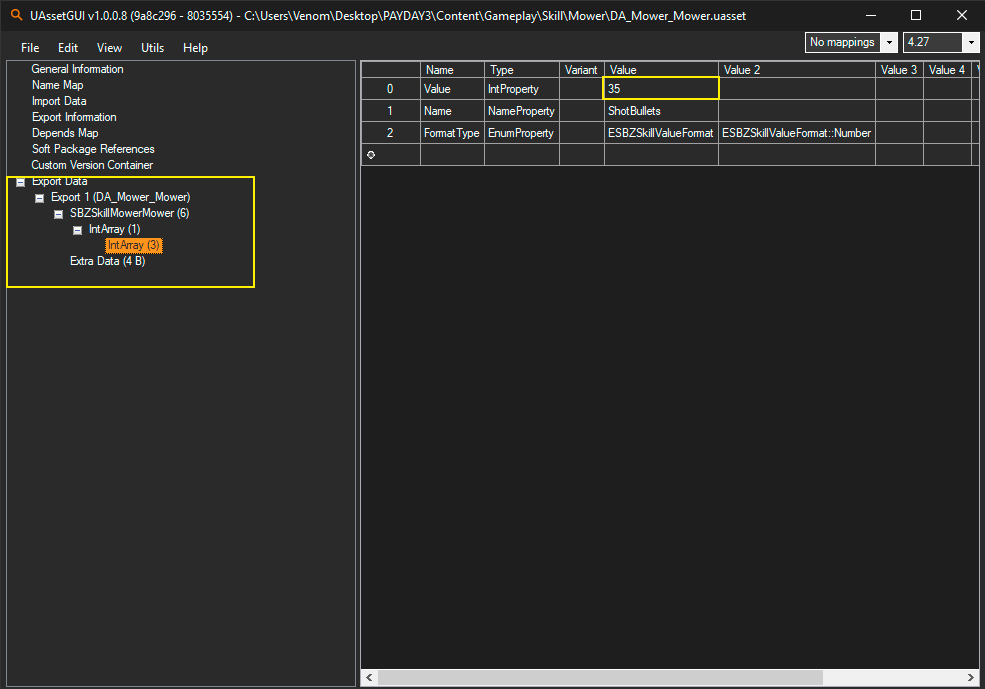 UAssetGUI v1.0.0.8 (9a8c296 - 8035554) - C:\Users\Venom\Desktop\PAYDAY3\Content\Gameplay\Skill\Mower\DA_Mower_Mower.uasset
File Edit View Utils Help
No mappings 4.27
General Information
Name Map
Import Data
Export Information
Depends Map
Soft Package References
Custom Version Container
Export Data
Export 1 (DA_Mower_Mower)
SBZSkillMowerMower (6)
IntArray (1)
IntArray (3)
Extra Data (4 B)
Name Type Variant Value Value 2 Value 3 Value 4
0 Value IntProperty 35
1 Name NameProperty ShotBullets
2 FormatType EnumProperty ESBZSkillValueFormat ESBZSkillValueFormat::Number